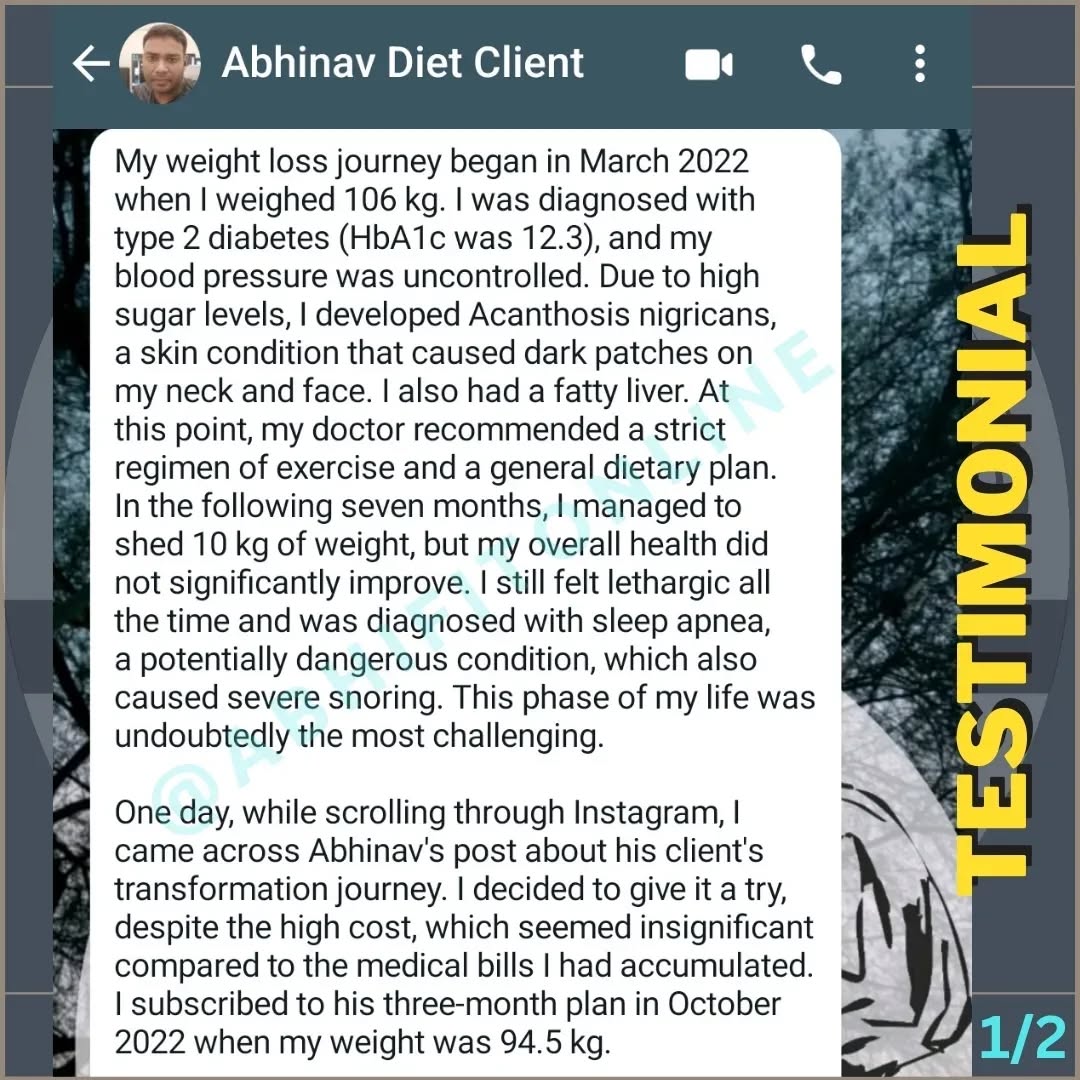 Abhinav Diet Client
My weight loss journey began in March 2022
when I weighed 106 kg. I was diagnosed with
type 2 diabetes (HbA1c was 12.3), and my
blood pressure was uncontrolled. Due to high
sugar levels, I developed Acanthosis nigricans,
a skin condition that caused dark patches on
my neck and face. I also had a fatty liver. At
this point, my doctor recommended a strict
regimen of exercise and a general dietary plan.
In the following seven months, I managed to
shed 10 kg of weight, but my overall health did
not significantly improve. I still felt lethargic all
the time and was diagnosed with sleep apnea,
a potentially dangerous condition, which also
caused severe snoring. This phase of my life was
undoubtedly the most challenging.
One day, while scrolling through Instagram, I
came across Abhinav's post about his client's
transformation journey. I decided to give it a try,
despite the high cost, which seemed insignificant
compared to the medical bills I had accumulated.
I subscribed to his three-month plan in October
2022 when my weight was 94.5 kg.
@ABHIFITONLINE
TESTIMONIAL
1/2